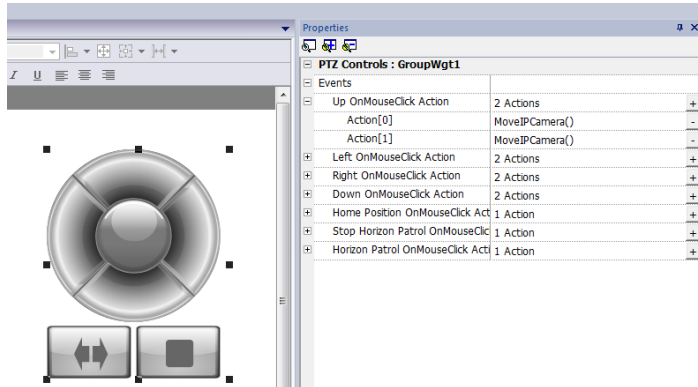 Properties
I U
PTZ Controls : GroupWgt1
Events
Up OnMouseClick Action 2 Actions +
Action[0] MoveIPCamera() -
Action[1] MoveIPCamera() -
Left OnMouseClick Action 2 Actions +
Right OnMouseClick Action 2 Actions +
Down OnMouseClick Action 2 Actions +
Home Position OnMouseClick Act 1 Action +
Stop Horizon Patrol OnMouseClic 1 Action +
Horizon Patrol OnMouseClick Acti 1 Action +